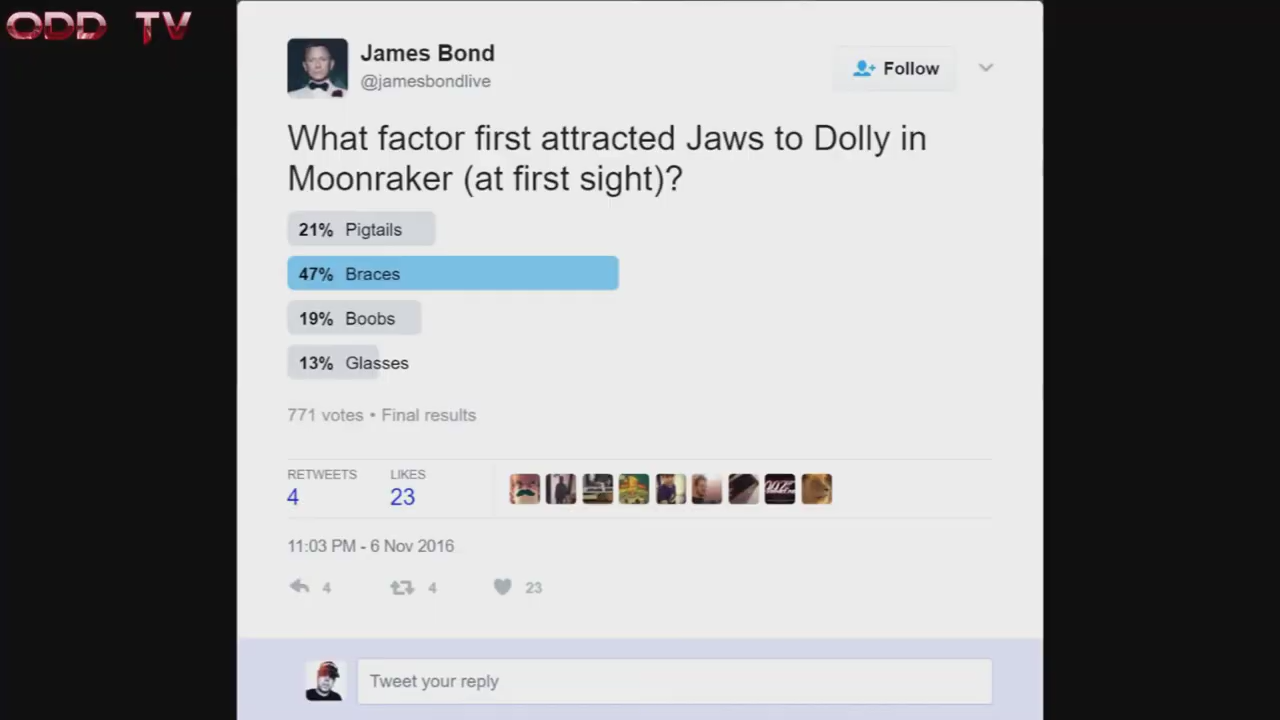 ODD TV
James Bond
@jamesbondlive
Follow
What factor first attracted Jaws to Dolly in
Moonraker (at first sight)?
21% Pigtails
47% Braces
19% Boobs
13% Glasses
771 votes • Final results
RETWEETS LIKES
4 23
11:03 PM - 6 Nov 2016
4 4 23
Tweet your reply